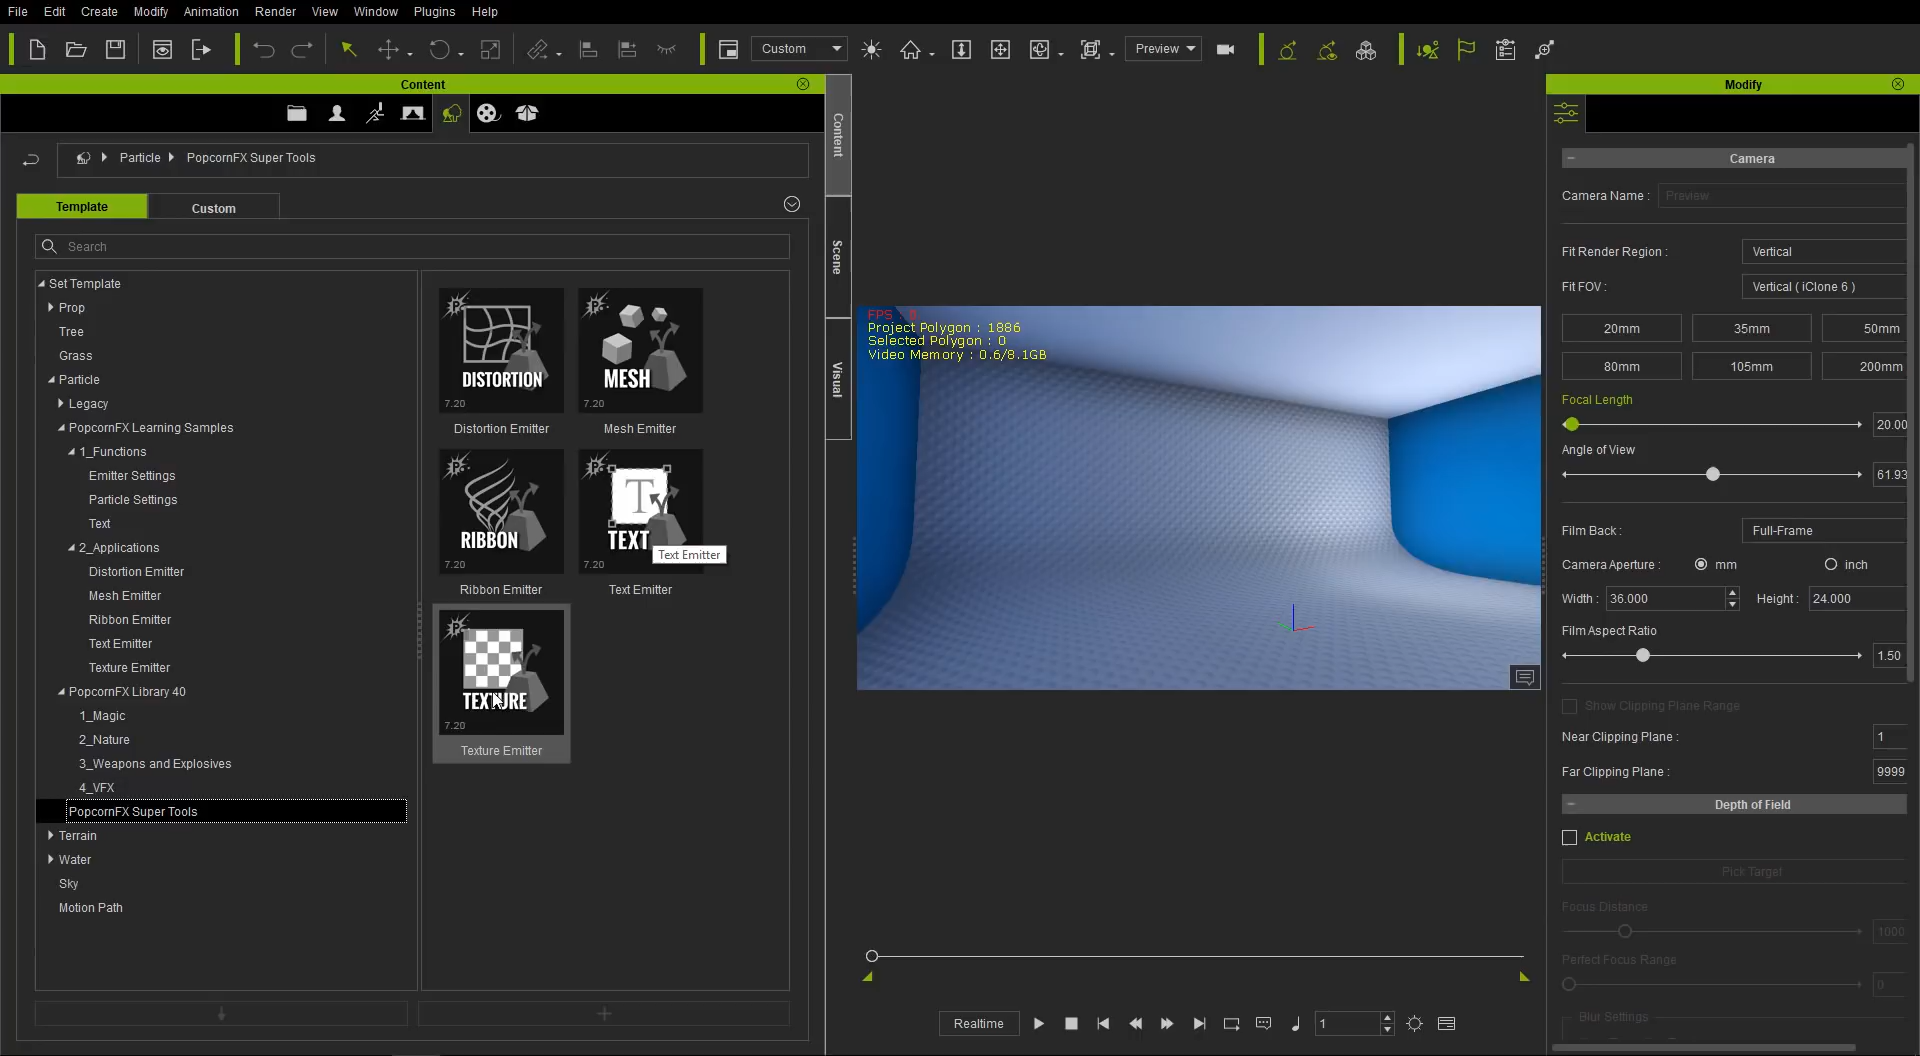 File Edit Create Modify Animation Render View Window Plugins Help
Custom
Preview
Content
Modify
Particle PopcornFX Super Tools
Template Custom
Search
Set Template
Prop
Tree
Grass
Particle
Legacy
PopcornFX Learning Samples
1_Functions
Emitter Settings
Particle Settings
Text
2_Applications
Distortion Emitter
Mesh Emitter
Ribbon Emitter
Text Emitter
Texture Emitter
PopcornFX Library 40
1_Magic
2_Nature
3_Weapons and Explosives
4_VFX
PopcornFX Super Tools
Terrain
Water
Sky
Motion Path
DISTORTION
7.20
Distortion Emitter
MESH
7.20
Mesh Emitter
RIBBON
7.20
Ribbon Emitter
T
TEXT
7.20
Text Emitter
Text Emitter
TEXTURE
7.20
Texture Emitter
Content
Scene
Visual
FPS : 0
Project Polygon : 1886
Selected Polygon : 0
Video Memory : 0.6/8.1GB
Realtime
1
Camera
Camera Name : Preview
Fit Render Region : Vertical
Fit FOV : Vertical ( iClone 6 )
20mm 35mm 50mm
80mm 105mm 200mm
Focal Length
20.00
Angle of View
61.93
Film Back : Full-Frame
Camera Aperture : mm inch
Width : 36.000 Height : 24.000
Film Aspect Ratio
1.50
Show Clipping Plane Range
Near Clipping Plane : 1
Far Clipping Plane : 9999
Depth of Field
Activate
Pick Target
Focus Distance
1000
Perfect Focus Range
0
Blur Settings